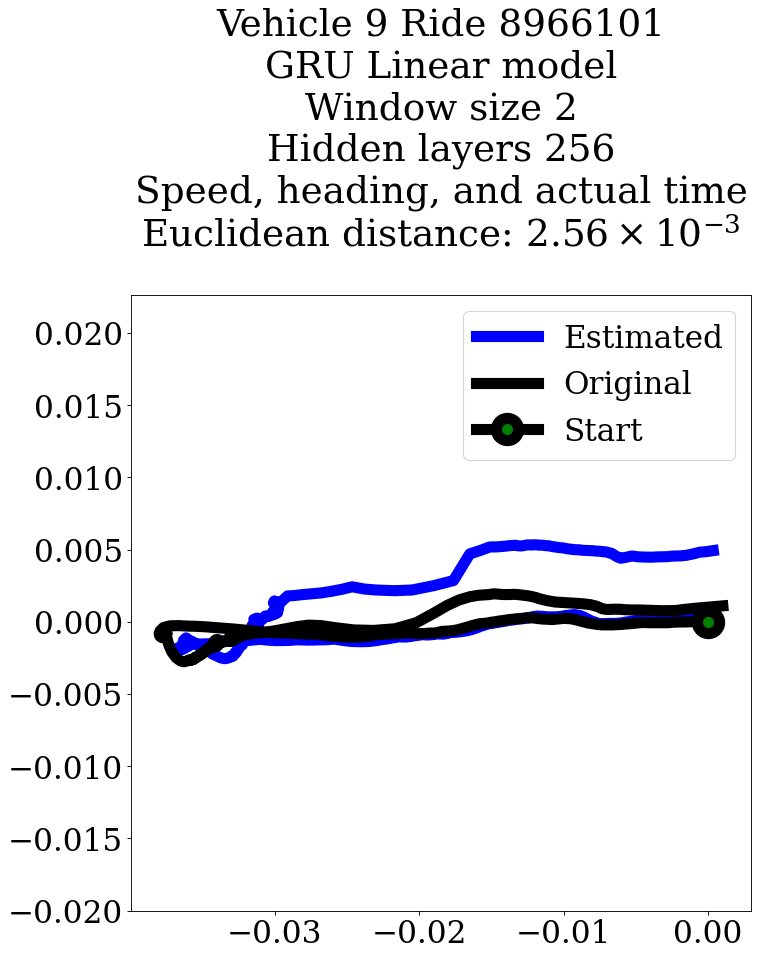 Vehicle 9 Ride 8966101
GRU Linear model
Window size 2
Hidden layers 256
Speed, heading, and actual time
Euclidean distance: 2.56 × 10⁻³
Estimated
Original
Start
0.020
0.015
0.010
0.005
0.000
−0.005
−0.010
−0.015
−0.020
−0.03 −0.02 −0.01 0.00